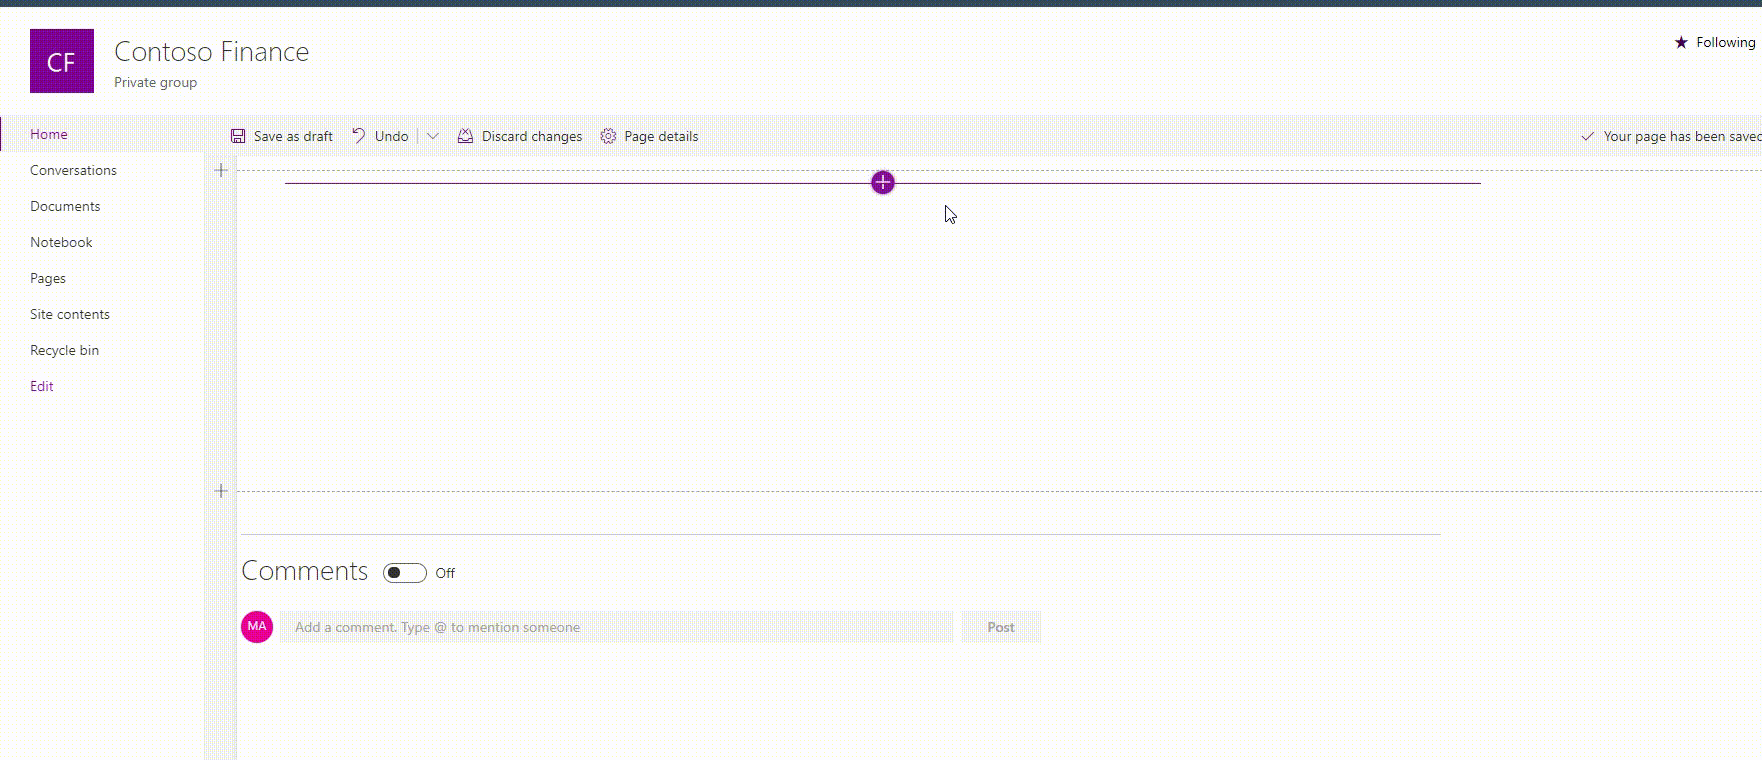 CF
Contoso Finance
Private group
Following
Home
Save as draft
Undo
Discard changes
Page details
Your page has been saved
Conversations
Documents
Notebook
Pages
Site contents
Recycle bin
Edit
Comments
Off
MA
Add a comment. Type @ to mention someone
Post